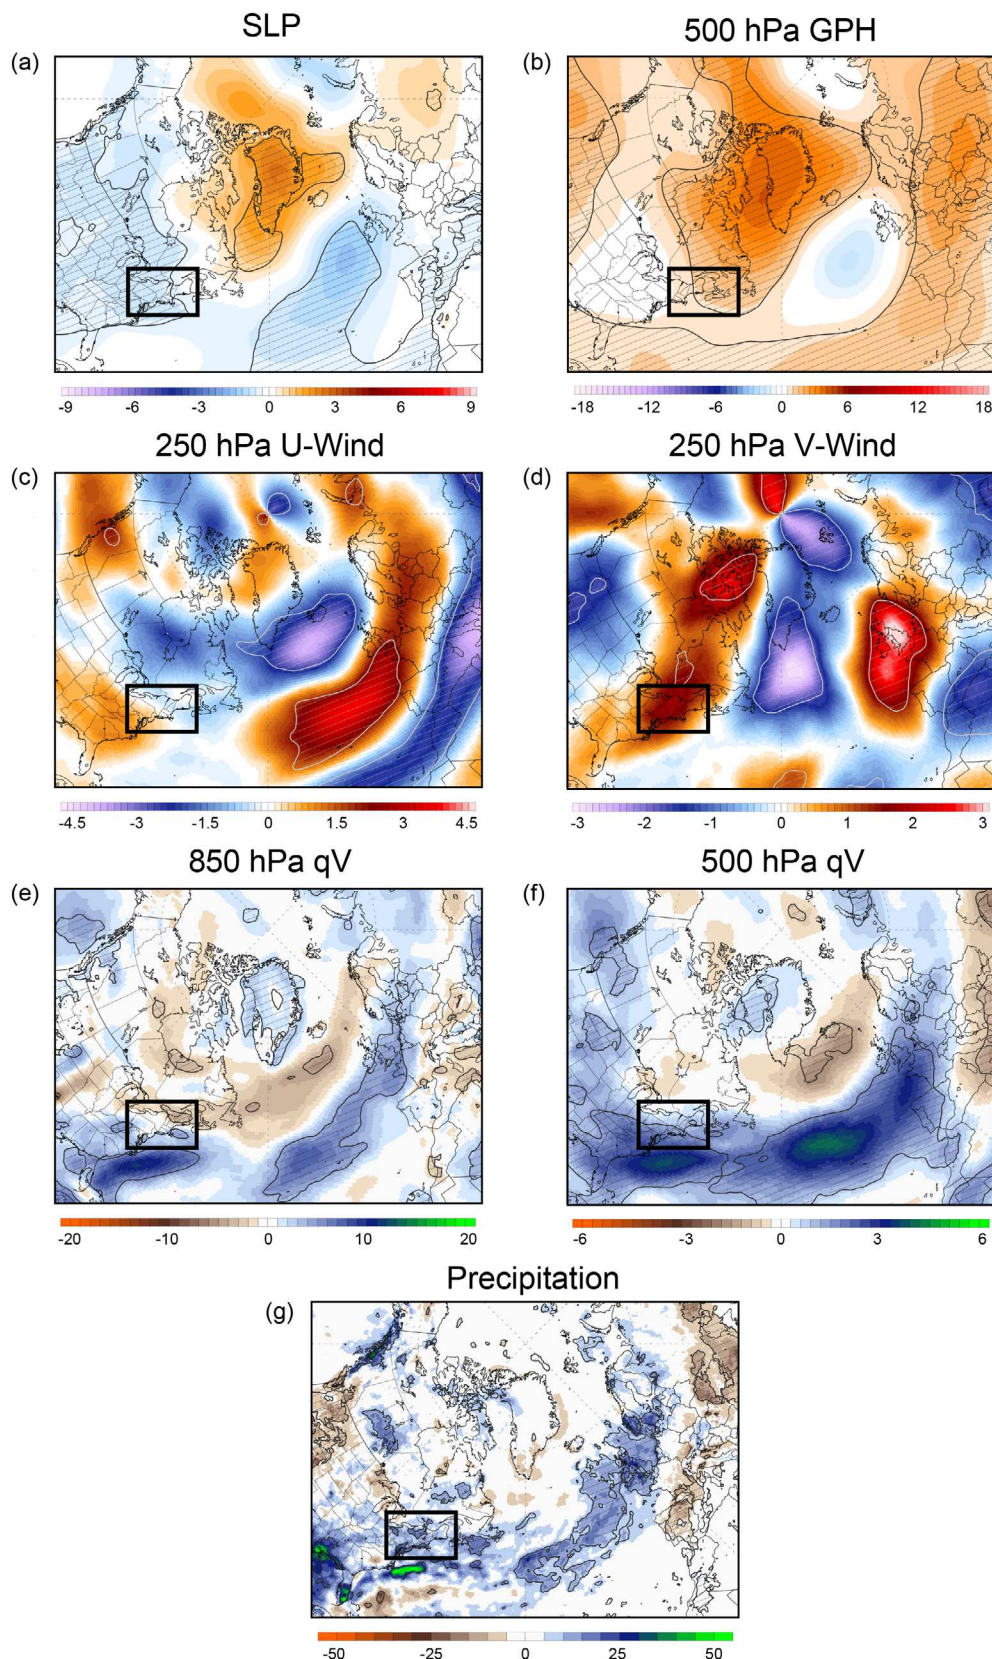 SLP
500 hPa GPH
(a)
(b)
-9 -6 -3 0 3 6 9
-18 -12 -6 0 6 12 18
250 hPa U-Wind
250 hPa V-Wind
(c)
(d)
-4.5 -3 -1.5 0 1.5 3 4.5
-3 -2 -1 0 1 2 3
850 hPa qV
500 hPa qV
(e)
(f)
-20 -10 0 10 20
-6 -3 0 3 6
Precipitation
(g)
-50 -25 0 25 50